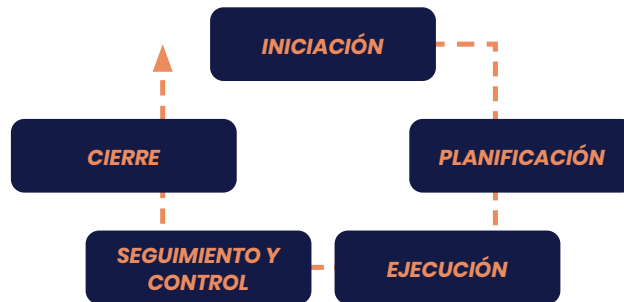 INICIACIÓN
PLANIFICACIÓN
EJECUCIÓN
SEGUIMIENTO Y
CONTROL
CIERRE